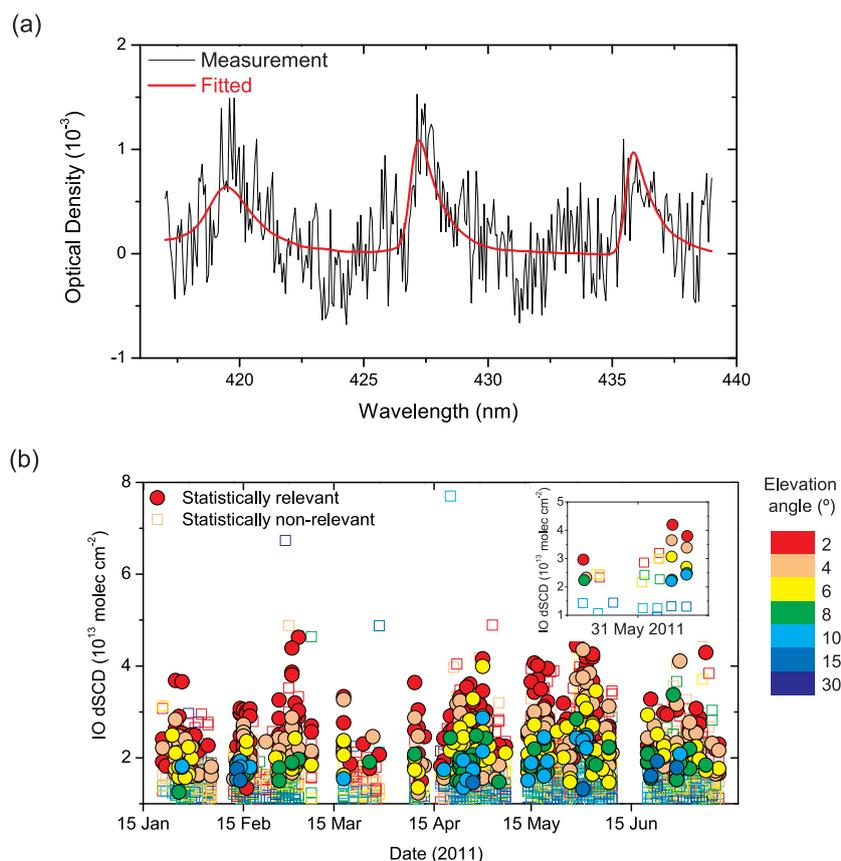 (a)
Measurement
Fitted
2
1
0
-1
Optical Density (10⁻³)
420 425 430 435 440
Wavelength (nm)
(b)
Statistically relevant
Statistically non-relevant
8
6
4
2
IO dSCD (10¹³ molec cm⁻²)
15 Jan 15 Feb 15 Mar 15 Apr 15 May 15 Jun
Date (2011)
5
4
3
2
1
IO dSCD (10¹³ molec cm⁻²)
31 May 2011
Elevation
angle (º)
2
4
6
8
10
15
30